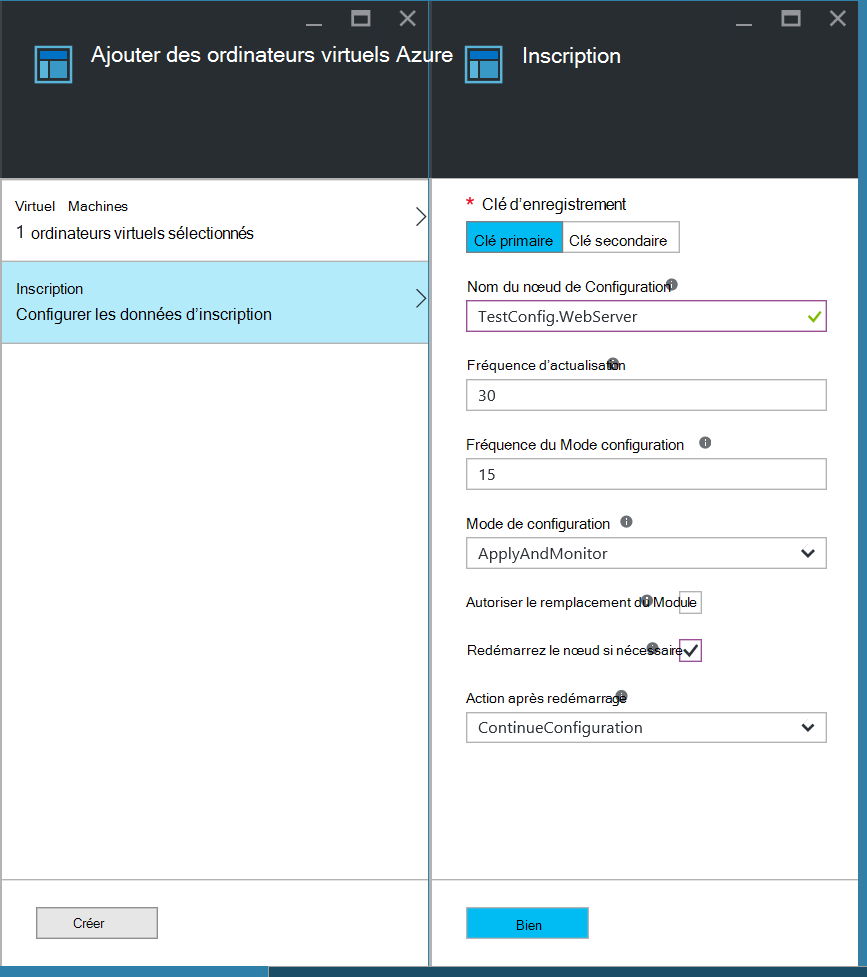 Ajouter des ordinateurs virtuels Azure
Virtuel Machines
1 ordinateurs virtuels sélectionnés
Inscription
Configurer les données d’inscription
Créer
Inscription
* Clé d’enregistrement
Clé primaire Clé secondaire
Nom du nœud de Configuration
TestConfig.WebServer
Fréquence d’actualisation
30
Fréquence du Mode configuration
15
Mode de configuration
ApplyAndMonitor
Autoriser le remplacement du Module
Redémarrez le nœud si nécessaire
Action après redémarrage
ContinueConfiguration
Bien